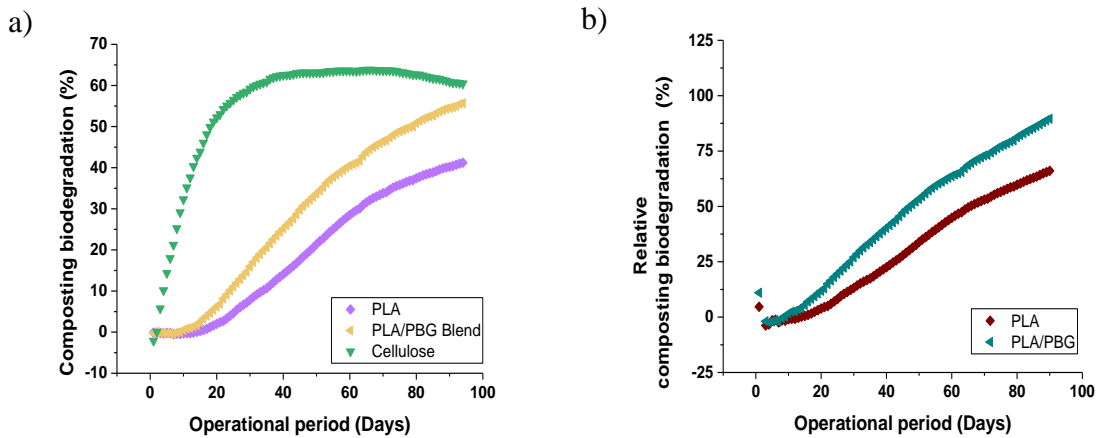 a)
Composting biodegradation (%)
70
60
50
40
30
20
10
0
-10
0
20
40
60
80
100
Operational period (Days)
PLA
PLA/PBG Blend
Cellulose
b)
Relative
composting biodegradation (%)
125
100
75
50
25
0
-25
0
20
40
60
80
100
Operational period (Days)
PLA
PLA/PBG